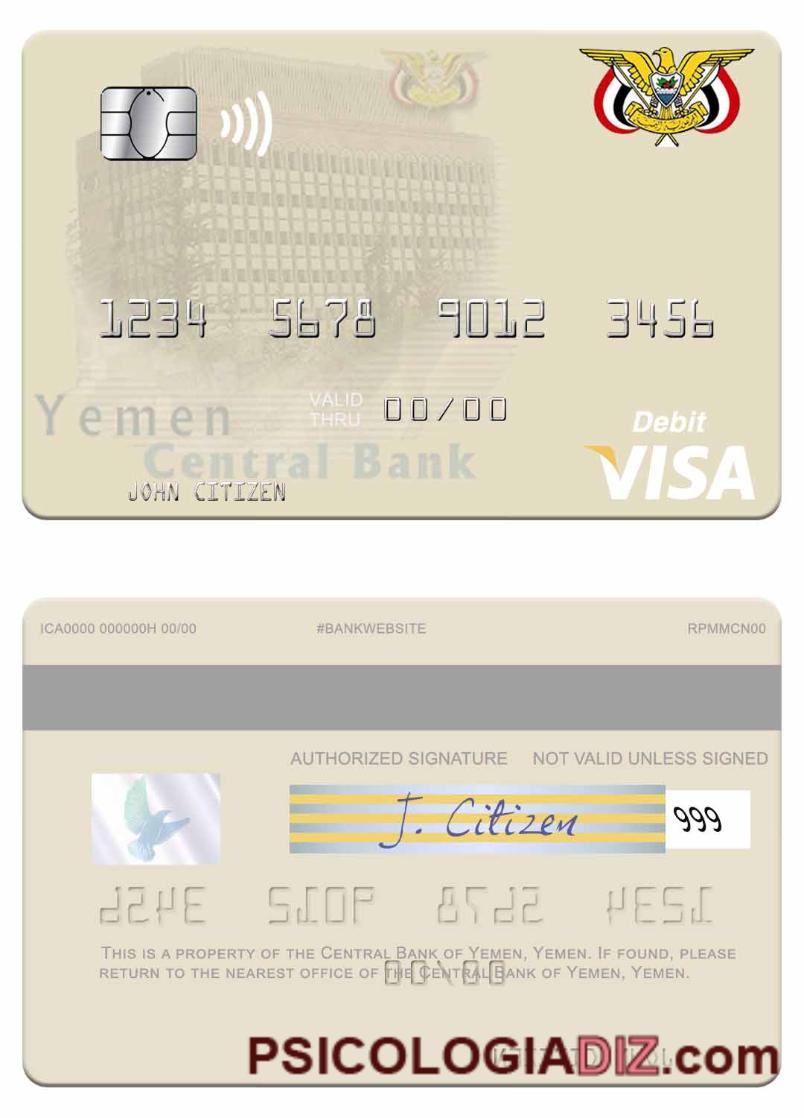 1234 5678 9012 3456
VALID
THRU 00/00
Yemen
Central Bank
JOHN CITIZEN
Debit
VISA
ICA0000 000000H 00/00 #BANKWEBSITE RPMMCN00
AUTHORIZED SIGNATURE NOT VALID UNLESS SIGNED
J. Citizen 999
THIS IS A PROPERTY OF THE CENTRAL BANK OF YEMEN, YEMEN. IF FOUND, PLEASE
RETURN TO THE NEAREST OFFICE OF THE CENTRAL BANK OF YEMEN, YEMEN.
PSICOLOGIADIZ.com